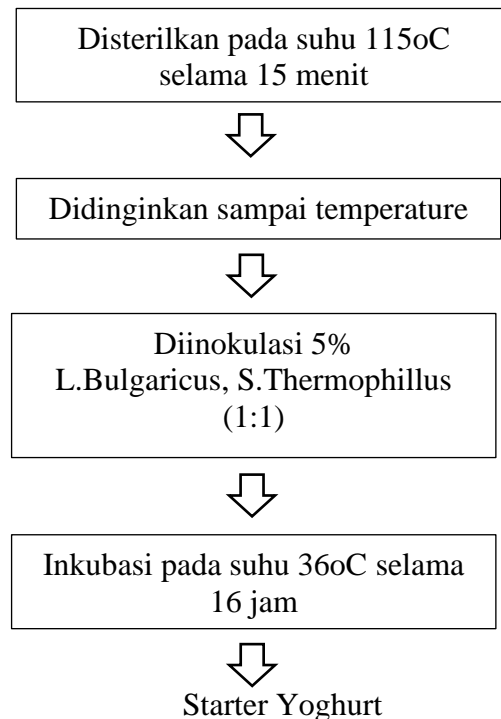 Disterilkan pada suhu 115oC
selama 15 menit
Didinginkan sampai temperature
Diinokulasi 5%
L.Bulgaricus, S.Thermophillus
(1:1)
Inkubasi pada suhu 36oC selama
16 jam
Starter Yoghurt